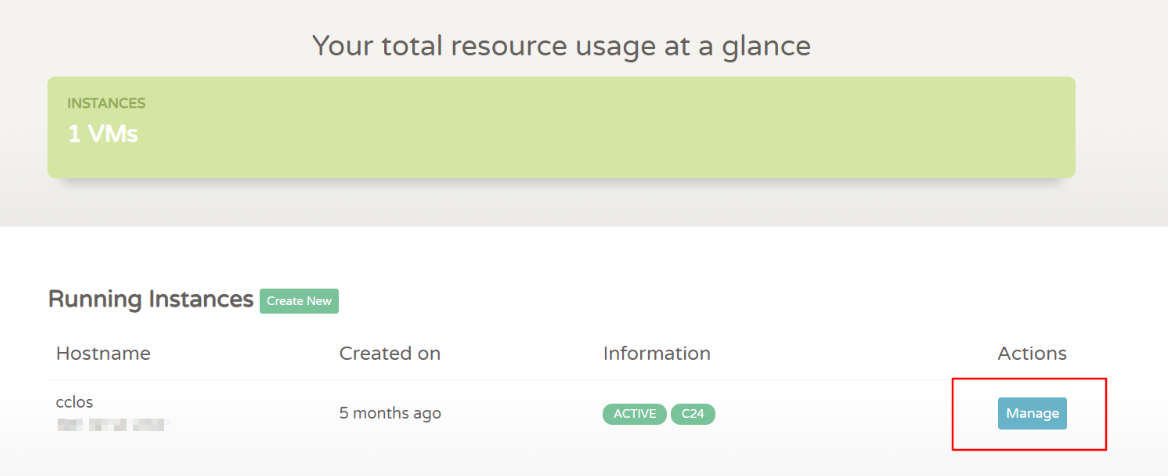 Your total resource usage at a glance
INSTANCES
1 VMs
Running Instances Create New
Hostname Created on Information Actions
cclos 5 months ago ACTIVE C24 Manage